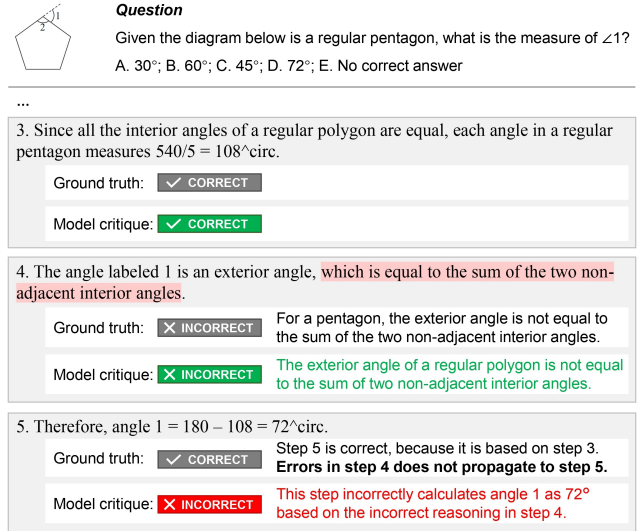 1
2
Question
Given the diagram below is a regular pentagon, what is the measure of ∠1?
A. 30°; B. 60°; C. 45°; D. 72°; E. No correct answer
...
3. Since all the interior angles of a regular polygon are equal, each angle in a regular
pentagon measures 540/5 = 108^circ.
Ground truth: ✓ CORRECT
Model critique: ✓ CORRECT
4. The angle labeled 1 is an exterior angle, which is equal to the sum of the two non-
adjacent interior angles.
Ground truth: ✕ INCORRECT
For a pentagon, the exterior angle is not equal to
the sum of the two non-adjacent interior angles.
Model critique: ✕ INCORRECT
The exterior angle of a regular polygon is not equal
to the sum of two non-adjacent interior angles.
5. Therefore, angle 1 = 180 – 108 = 72^circ.
Ground truth: ✓ CORRECT
Step 5 is correct, because it is based on step 3.
Errors in step 4 does not propagate to step 5.
Model critique: ✕ INCORRECT
This step incorrectly calculates angle 1 as 72º
based on the incorrect reasoning in step 4.